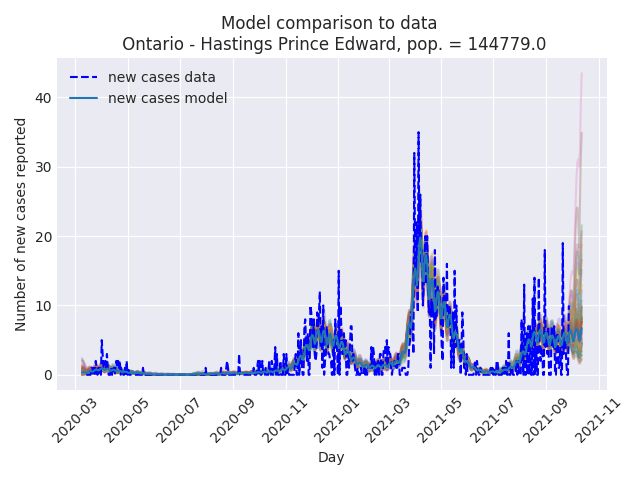 Model comparison to data
Ontario - Hastings Prince Edward, pop. = 144779.0
new cases data
new cases model
Number of new cases reported
40
30
20
10
0
2020-03
2020-05
2020-07
2020-09
2020-11
2021-01
2021-03
2021-05
2021-07
2021-09
2021-11
Day